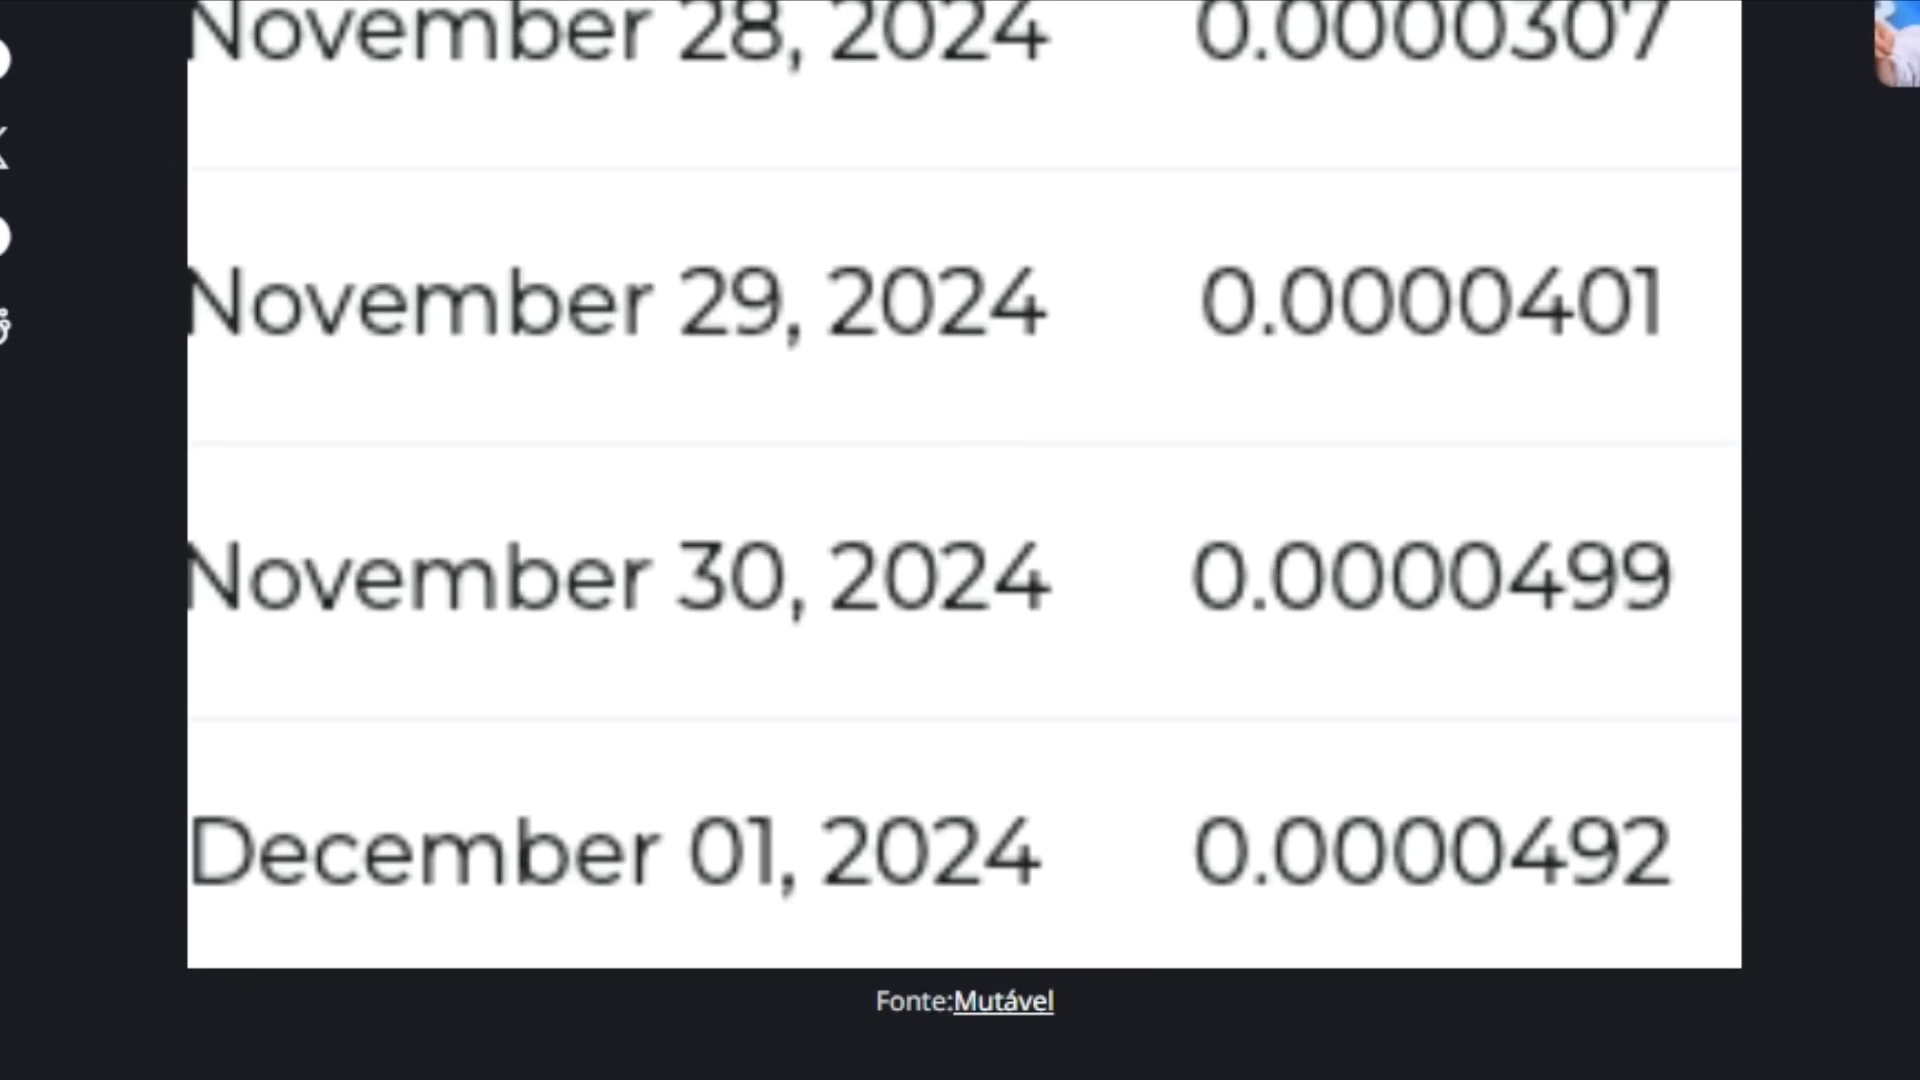 November 28, 2024 0.0000307
November 29, 2024 0.0000401
November 30, 2024 0.0000499
December 01, 2024 0.0000492
Fonte:Mutável